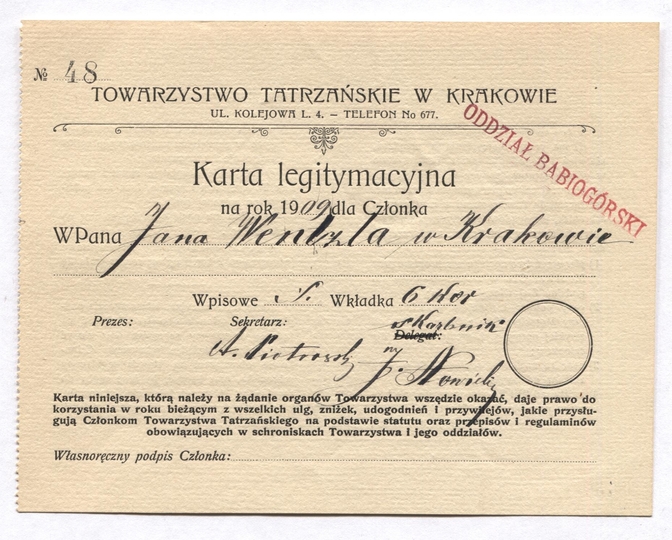 № 48
TOWARZYSTWO TATRZAŃSKIE W KRAKOWIE
UL. KOLEJOWA L. 4. – TELEFON No 677.
ODDZIAŁ BABIOGÓRSKI
Karta legitymacyjna
na rok 1909 dla Członka
WPana Jana Wentzla w Krakowie
Wpisowe Wkładka 6 Kor
Prezes: Sekretarz: Skarbnik
Delegat:
J. Nowicki
Karta niniejsza, którą należy na żądanie organów Towarzystwa wszędzie okazać, daje prawo do
korzystania w roku bieżącym z wszelkich ulg, zniżek, udogodnień i przywilejów, jakie przysłu-
gują Członkom Towarzystwa Tatrzańskiego na podstawie statutu oraz przepisów i regulaminów
obowiązujących w schroniskach Towarzystwa i jego oddziałów.
Własnoręczny podpis Członka: